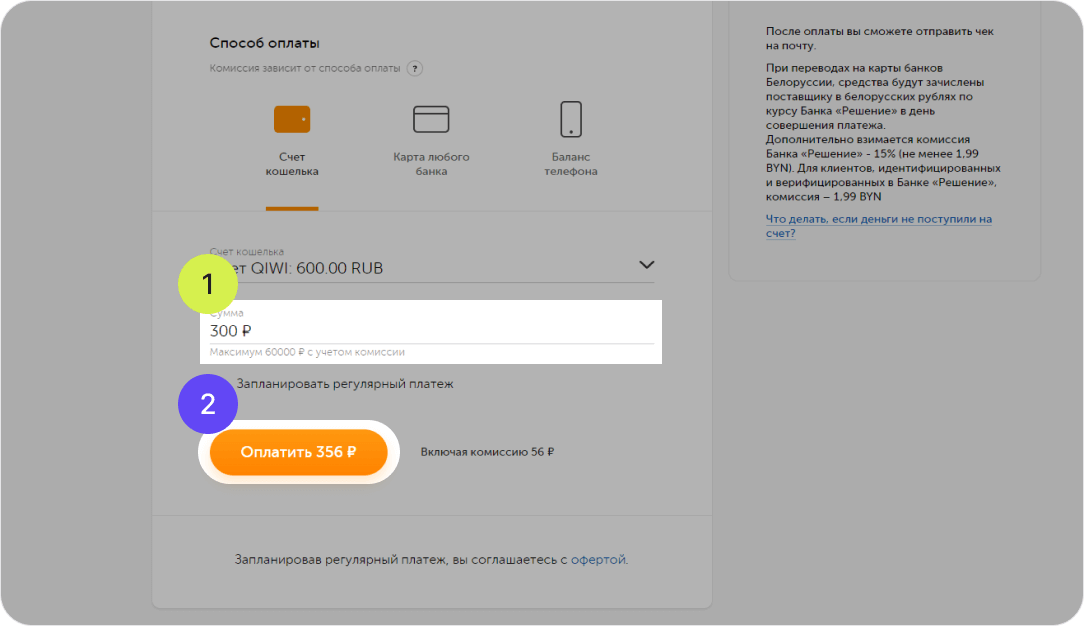 Способ оплаты
Комиссия зависит от способа оплаты ?
Счет
кошелька
Карта любого
банка
Баланс
телефона
Счет кошелька
ет QIWI: 600.00 RUB
1
Сумма
300 ₽
Максимум 60000 ₽ с учетом комиссии
Запланировать регулярный платеж
2
Оплатить 356 ₽
Включая комиссию 56 ₽
Запланировав регулярный платеж, вы соглашаетесь с офертой.
После оплаты вы сможете отправить чек
на почту.
При переводах на карты банков
Белоруссии, средства будут зачислены
поставщику в белорусских рублях по
курсу Банка «Решение» в день
совершения платежа.
Дополнительно взимается комиссия
Банка «Решение» - 15% (не менее 1,99
BYN). Для клиентов, идентифицированных
и верифицированных в Банке «Решение»,
комиссия – 1,99 BYN
Что делать, если деньги не поступили на
счет?